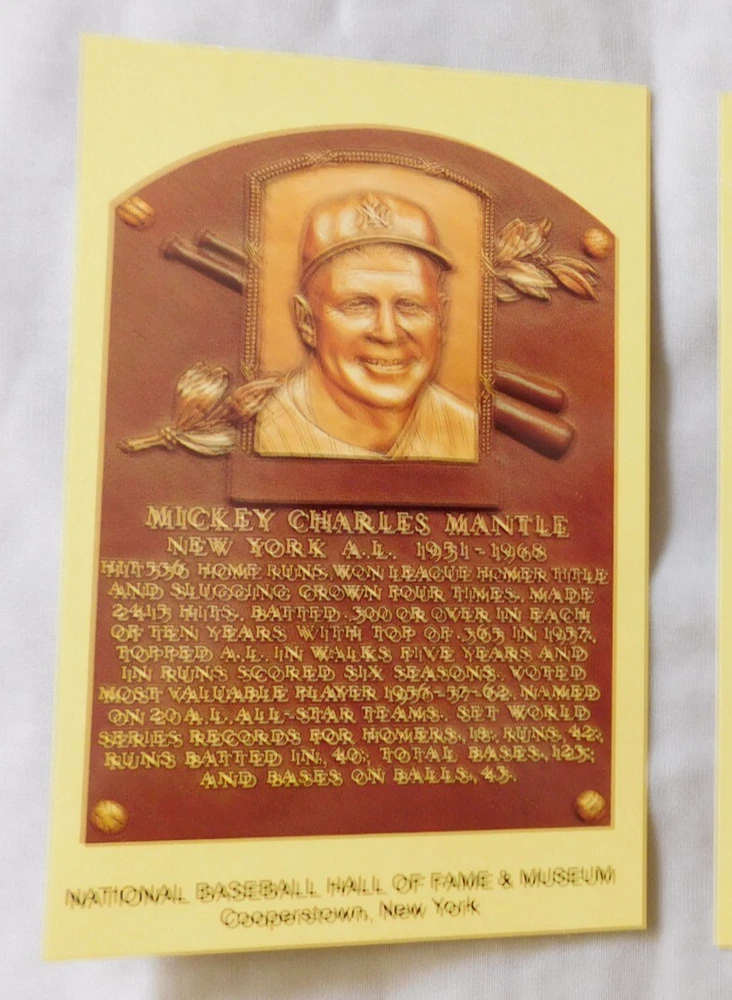 NY
MICKEY CHARLES MANTLE
NEW YORK A.L. 1951-1968
HIT 536 HOME RUNS. WON LEAGUE HOMER TITLE
AND SLUGGING CROWN FOUR TIMES. MADE
2415 HITS. BATTED .300 OR OVER IN EACH
OF TEN YEARS WITH TOP OF .365 IN 1957.
TOPPED A.L. IN WALKS FIVE YEARS AND
IN RUNS SCORED SIX SEASONS. VOTED
MOST VALUABLE PLAYER 1956-57-62. NAMED
ON 20 A.L. ALL-STAR TEAMS. SET WORLD
SERIES RECORDS FOR HOMERS, 18; RUNS, 42;
RUNS BATTED IN, 40; TOTAL BASES, 123;
AND BASES ON BALLS, 43.
NATIONAL BASEBALL HALL OF FAME & MUSEUM
Cooperstown, New York